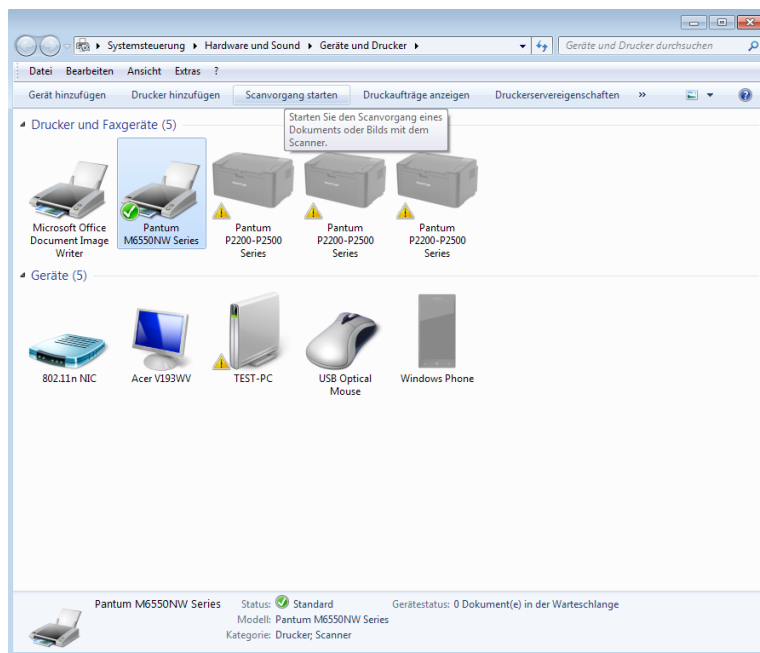 Systemsteuerung ▸ Hardware und Sound ▸ Geräte und Drucker ▸
Geräte und Drucker durchsuchen
Datei Bearbeiten Ansicht Extras ?
Gerät hinzufügen Drucker hinzufügen Scanvorgang starten Druckaufträge anzeigen Druckerservereigenschaften »
Starten Sie den Scanvorgang eines
Dokuments oder Bilds mit dem
Scanner.
Drucker und Faxgeräte (5)
Microsoft Office
Document Image
Writer
Pantum
M6550NW Series
Pantum
P2200-P2500
Series
Pantum
P2200-P2500
Series
Pantum
P2200-P2500
Series
Geräte (5)
802.11n NIC
Acer V193WV
TEST-PC
USB Optical
Mouse
Windows Phone
Pantum M6550NW Series Status: Standard Gerätestatus: 0 Dokument(e) in der Warteschlange
Modell: Pantum M6550NW Series
Kategorie: Drucker; Scanner